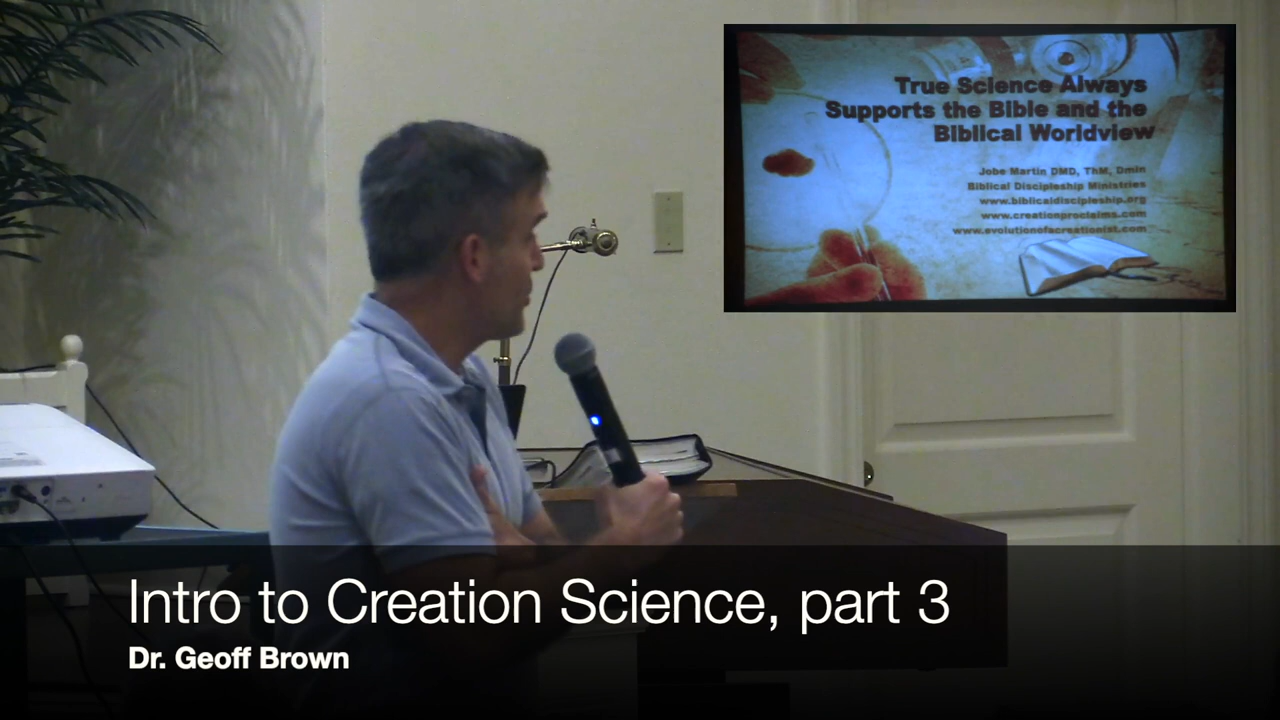 True Science Always
Supports the Bible and the
Biblical Worldview
Jobe Martin DMD, ThM, Dmin
Biblical Discipleship Ministries
www.biblicaldiscipleship.org
www.creationproclaims.com
www.evolutionofacreationist.com
Intro to Creation Science, part 3
Dr. Geoff Brown